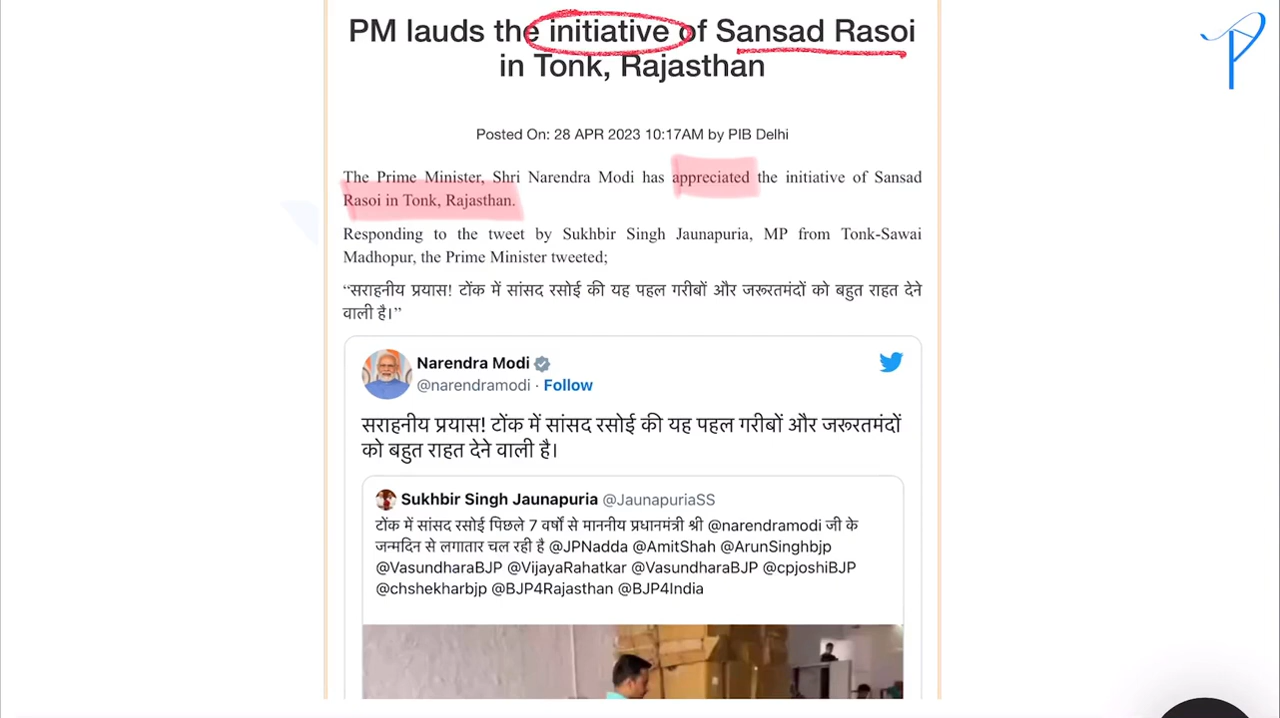 PM lauds the initiative of Sansad Rasoi
in Tonk, Rajasthan
Posted On: 28 APR 2023 10:17AM by PIB Delhi
The Prime Minister, Shri Narendra Modi has appreciated the initiative of Sansad
Rasoi in Tonk, Rajasthan.
Responding to the tweet by Sukhbir Singh Jaunapuria, MP from Tonk-Sawai
Madhopur, the Prime Minister tweeted;
“सराहनीय प्रयास! टोंक में सांसद रसोई की यह पहल गरीबों और जरूरतमंदों को बहुत राहत देने
वाली है।”
Narendra Modi
@narendramodi · Follow
सराहनीय प्रयास! टोंक में सांसद रसोई की यह पहल गरीबों और जरूरतमंदों
को बहुत राहत देने वाली है।
Sukhbir Singh Jaunapuria @JaunapuriaSS
टोंक में सांसद रसोई पिछले 7 वर्षों से माननीय प्रधानमंत्री श्री @narendramodi जी के
जन्मदिन से लगातार चल रही है @JPNadda @AmitShah @ArunSinghbjp
@VasundharaBJP @VijayaRahatkar @VasundharaBJP @cpjoshiBJP
@chshekharbjp @BJP4Rajasthan @BJP4India